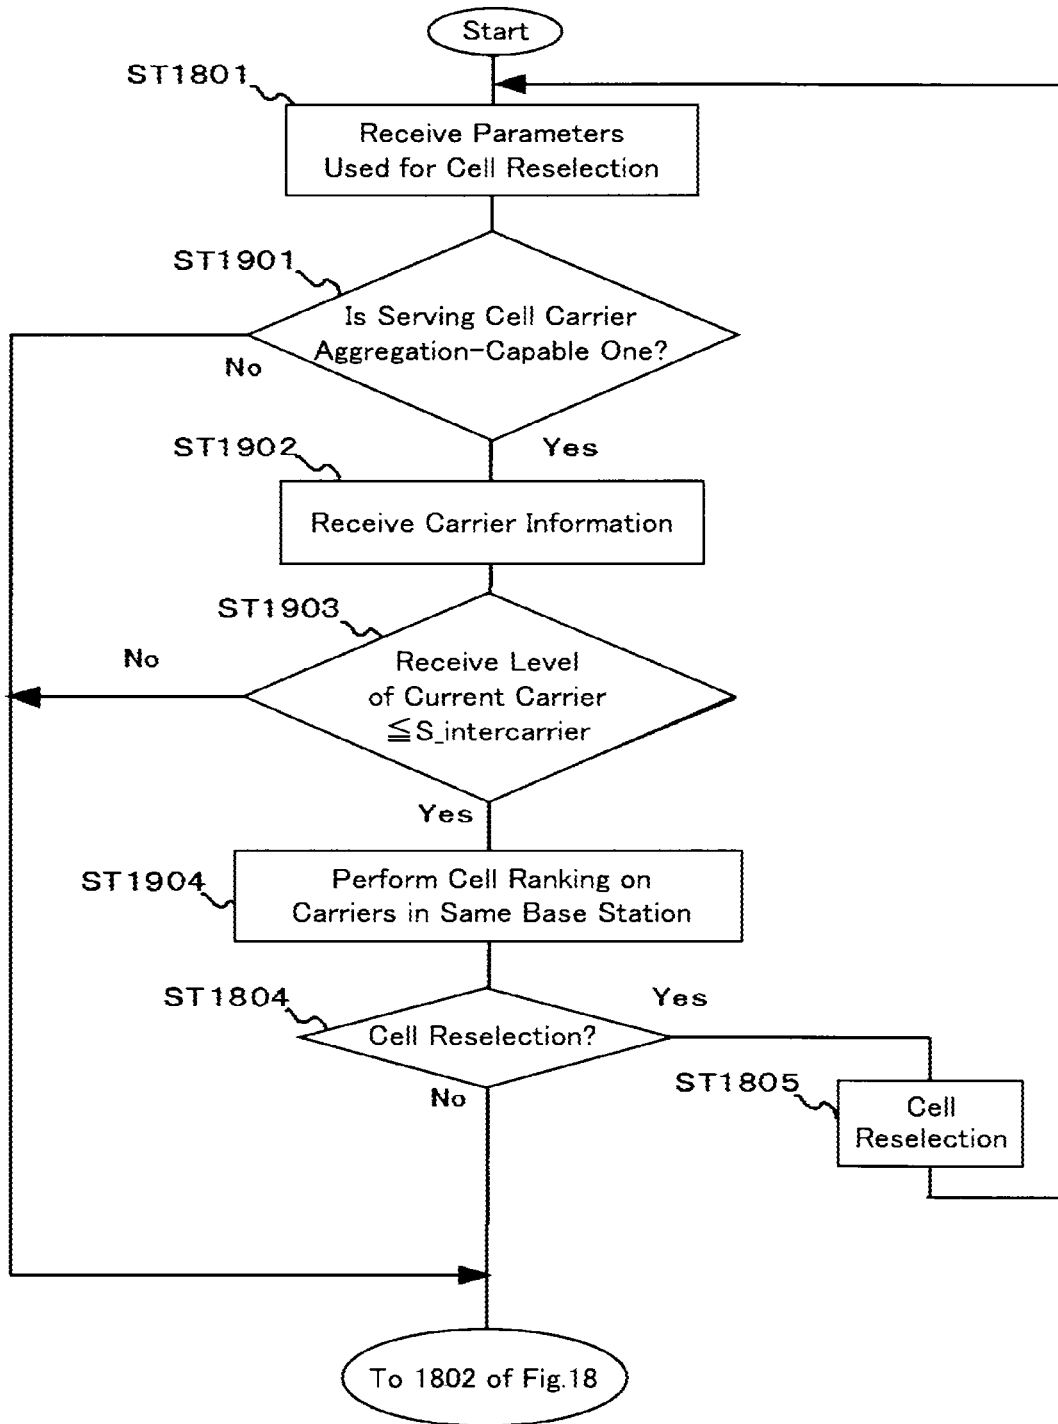 Start
ST1801
Receive Parameters
Used for Cell Reselection
ST1901
Is Serving Cell Carrier
Aggregation-Capable One?
No
Yes
ST1902
Receive Carrier Information
ST1903
No
Receive Level
of Current Carrier
≦S_intercarrier
Yes
ST1904
Perform Cell Ranking on
Carriers in Same Base Station
ST1804
Yes
Cell Reselection?
No
ST1805
Cell
Reselection
To 1802 of Fig.18